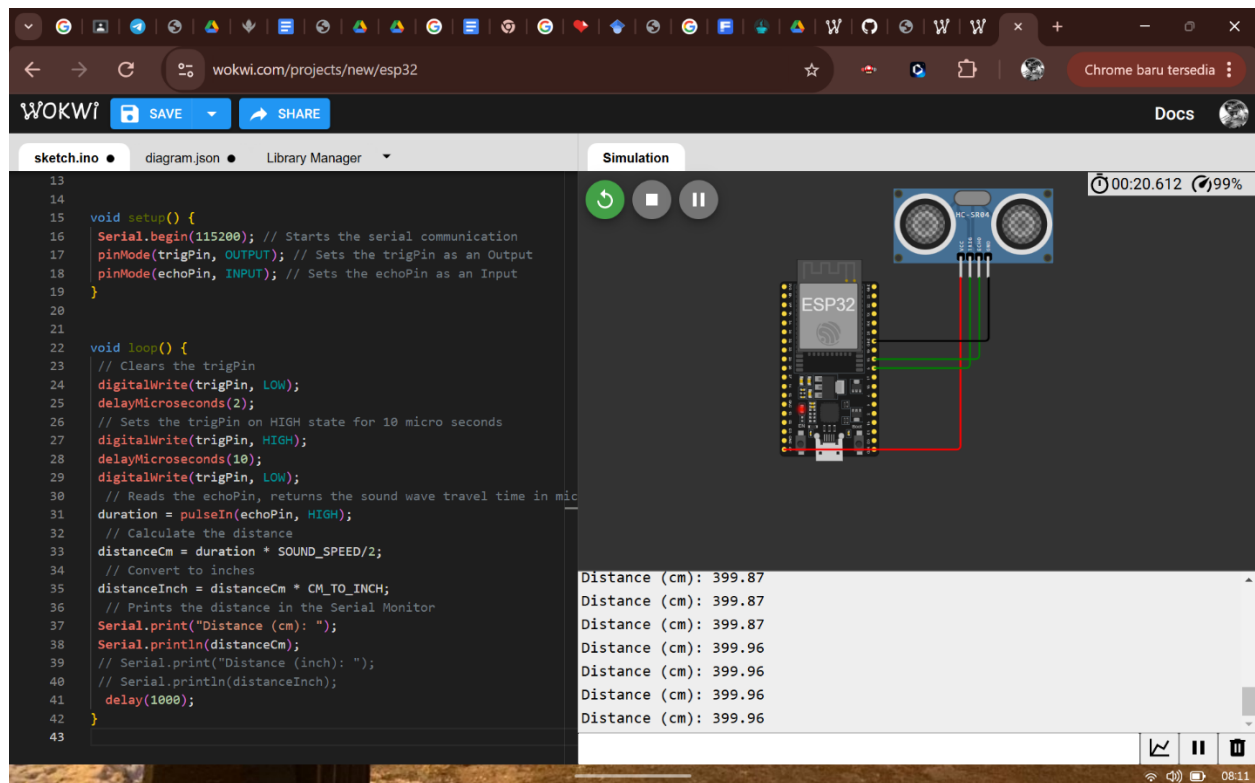 wokwi.com/projects/new/esp32
Chrome baru tersedia
WOKWI
SAVE
SHARE
Docs
sketch.ino
diagram.json
Library Manager
Simulation
13
14
15 void setup() {
16 Serial.begin(115200); // Starts the serial communication
17 pinMode(trigPin, OUTPUT); // Sets the trigPin as an Output
18 pinMode(echoPin, INPUT); // Sets the echoPin as an Input
19 }
20
21
22 void loop() {
23 // Clears the trigPin
24 digitalWrite(trigPin, LOW);
25 delayMicroseconds(2);
26 // Sets the trigPin on HIGH state for 10 micro seconds
27 digitalWrite(trigPin, HIGH);
28 delayMicroseconds(10);
29 digitalWrite(trigPin, LOW);
30 // Reads the echoPin, returns the sound wave travel time in mic
31 duration = pulseIn(echoPin, HIGH);
32 // Calculate the distance
33 distanceCm = duration * SOUND_SPEED/2;
34 // Convert to inches
35 distanceInch = distanceCm * CM_TO_INCH;
36 // Prints the distance in the Serial Monitor
37 Serial.print("Distance (cm): ");
38 Serial.println(distanceCm);
39 // Serial.print("Distance (inch): ");
40 // Serial.println(distanceInch);
41 delay(1000);
42 }
43
00:20.612 99%
HC-SR04
VCC
TRIG
ECHO
GND
ESP32
EN
Boot
Distance (cm): 399.87
Distance (cm): 399.87
Distance (cm): 399.87
Distance (cm): 399.96
Distance (cm): 399.96
Distance (cm): 399.96
Distance (cm): 399.96
08:11